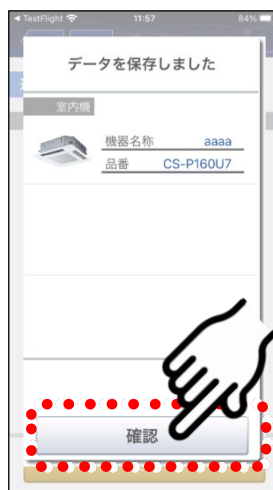 ◀ TestFlight 11:57 84%
データを保存しました
室内機
機器名称 aaaa
品番 CS-P160U7
確認